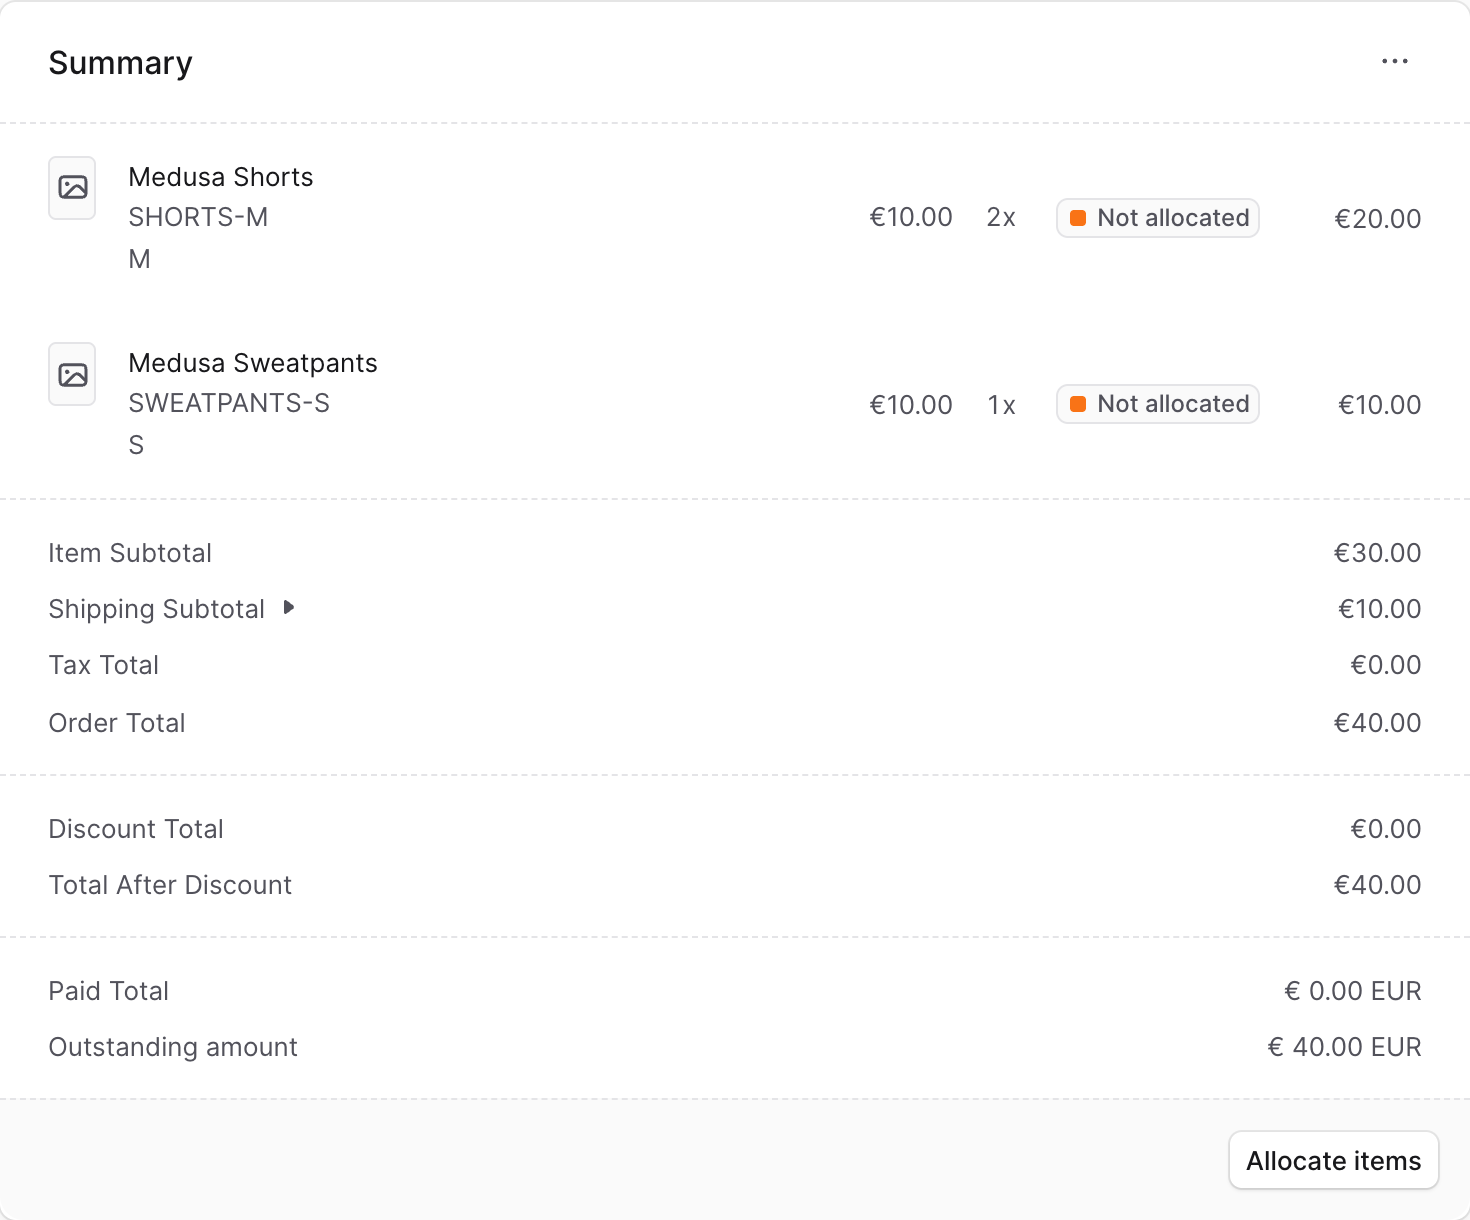 Summary
Medusa Shorts
SHORTS-M
M
€10.00 2x Not allocated €20.00
Medusa Sweatpants
SWEATPANTS-S
S
€10.00 1x Not allocated €10.00
Item Subtotal €30.00
Shipping Subtotal €10.00
Tax Total €0.00
Order Total €40.00
Discount Total €0.00
Total After Discount €40.00
Paid Total € 0.00 EUR
Outstanding amount € 40.00 EUR
Allocate items